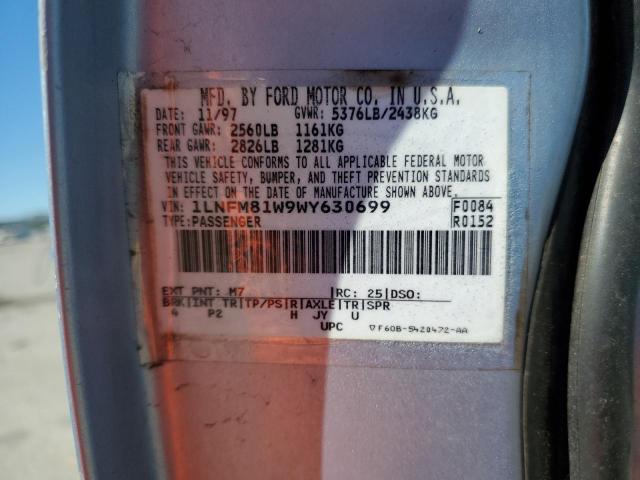 MFD. BY FORD MOTOR CO. IN U.S.A.
DATE: 11/97 GVWR: 5376LB/2438KG
FRONT GAWR: 2560LB 1161KG
REAR GAWR: 2826LB 1281KG
THIS VEHICLE CONFORMS TO ALL APPLICABLE FEDERAL MOTOR
VEHICLE SAFETY, BUMPER, AND THEFT PREVENTION STANDARDS
IN EFFECT ON THE DATE OF MANUFACTURE SHOWN ABOVE.
VIN: 1LNFM81W9WY630699 F0084
TYPE: PASSENGER R0152
EXT PNT: M7 |RC: 25|DSO:
BRK|INT TR|TP/PS|R|AXLE|TR|SPR
4 P2 H JY U
UPC ▽F60B-5420472-AA